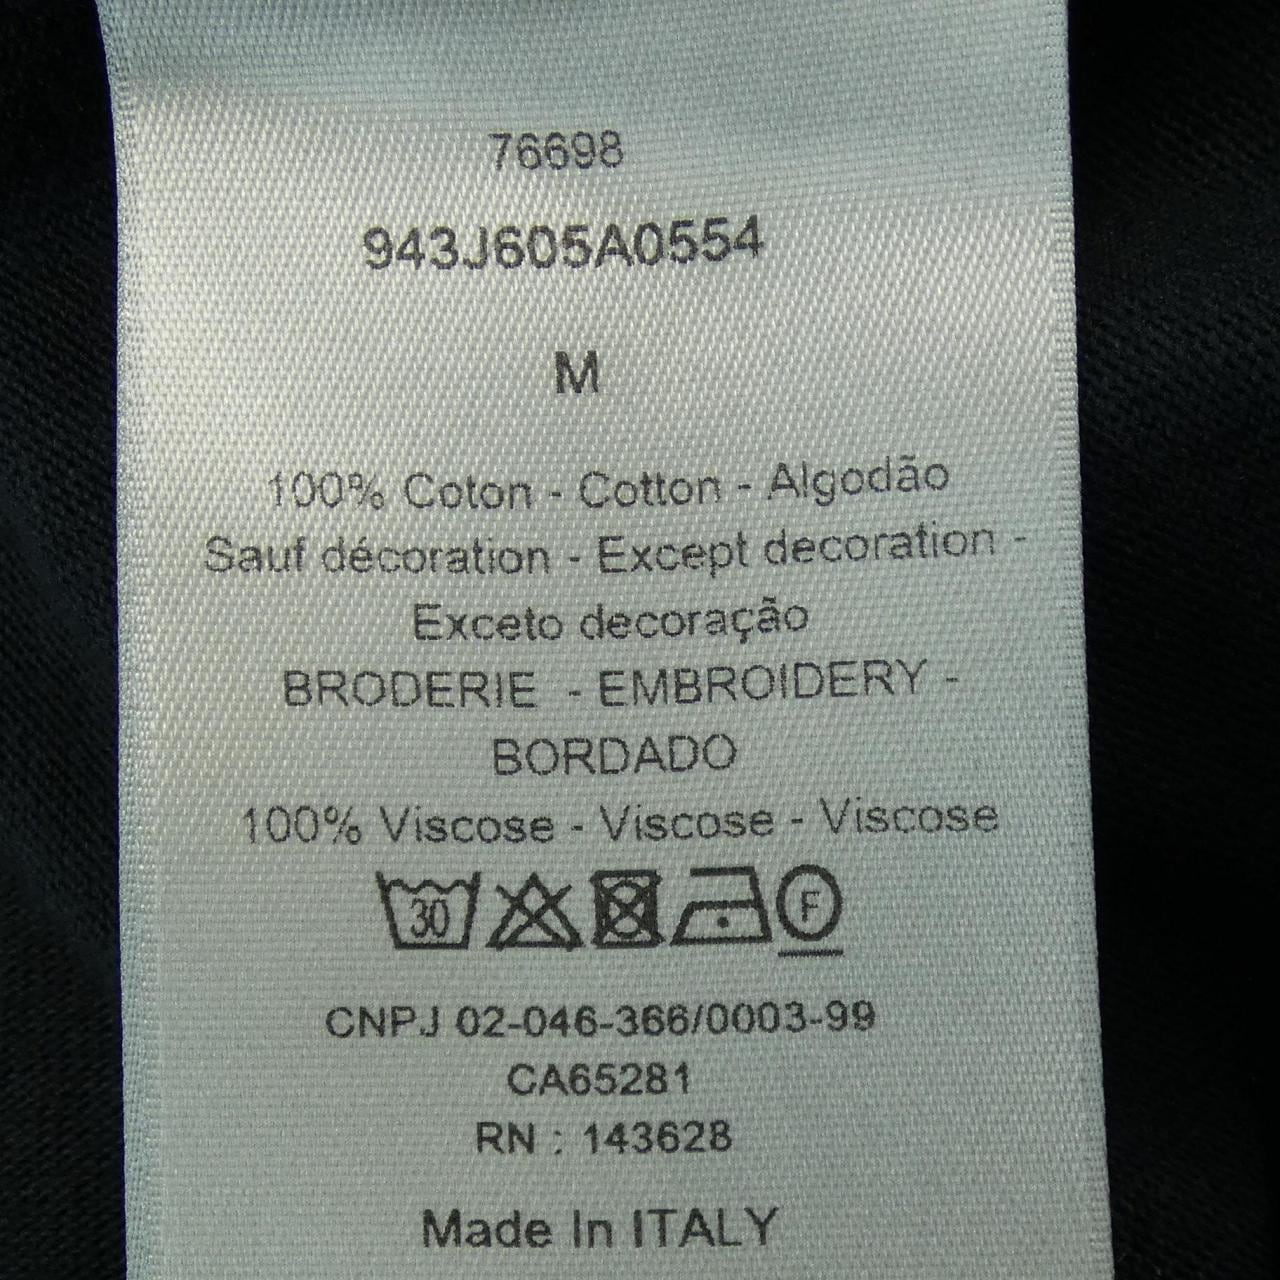 76698
943J605A0554
M
100% Coton - Cotton - Algodão
Sauf décoration - Except decoration -
Exceto decoração
BRODERIE - EMBROIDERY -
BORDADO
100% Viscose - Viscose - Viscose
30 F
CNPJ 02-046-366/0003-99
CA65281
RN : 143628
Made In ITALY